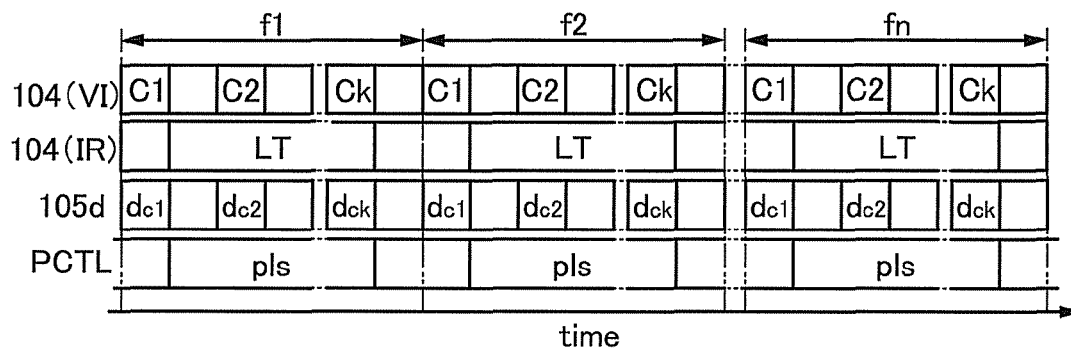 f1 f2 fn
104(VI) C1 C2 Ck C1 C2 Ck C1 C2 Ck
104(IR) LT LT LT
105d dc1 dc2 dck dc1 dc2 dck dc1 dc2 dck
PCTL pls pls pls
time